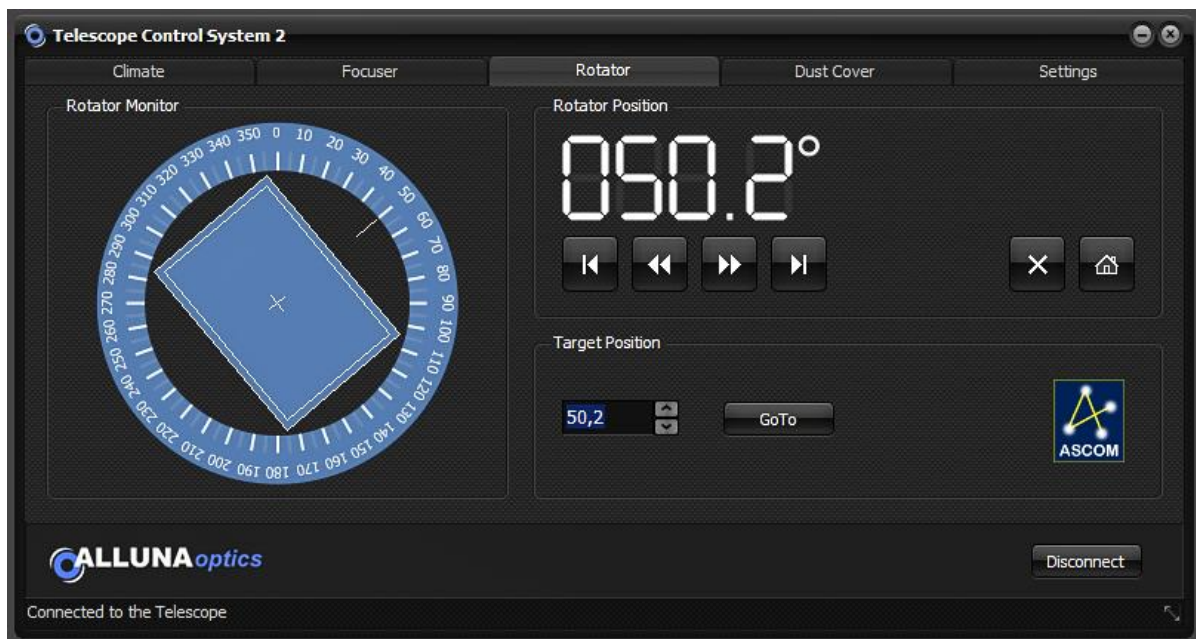 Telescope Control System 2
Climate
Focuser
Rotator
Dust Cover
Settings
Rotator Monitor
0 10 20 30 40 50 60 70 80 90 100 110 120 130 140 150 160 170 180 190 200 210 220 230 240 250 260 270 280 290 300 310 320 330 340 350
Rotator Position
050.2°
Target Position
50,2
GoTo
ASCOM
ALLUNA optics
Disconnect
Connected to the Telescope